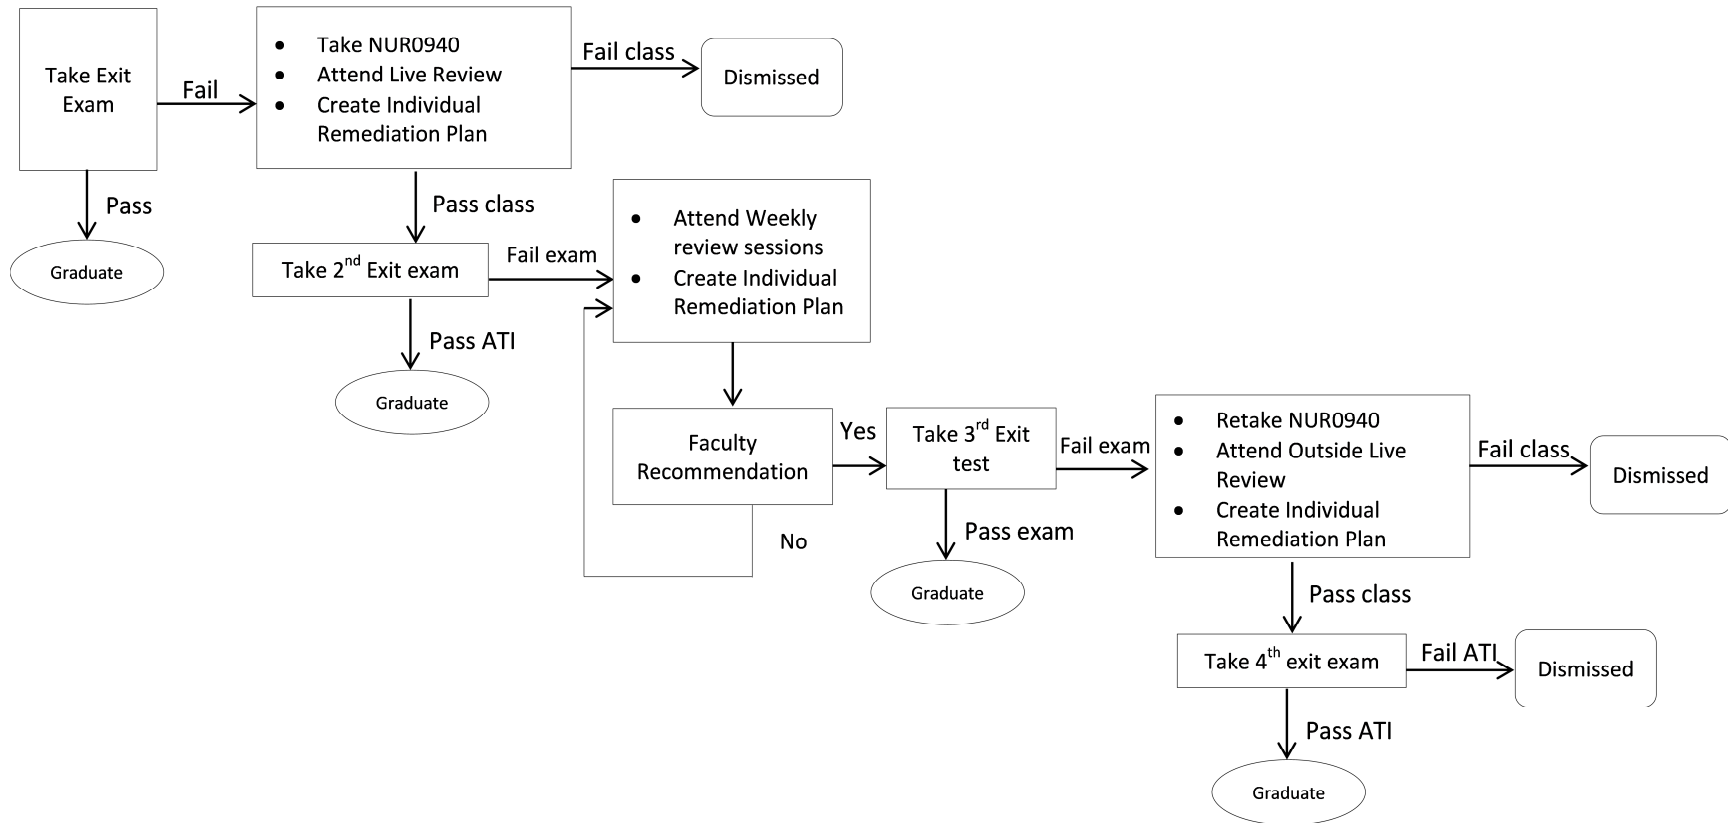 Take Exit
Exam
Fail
• Take NUR0940
• Attend Live Review
• Create Individual
Remediation Plan
Fail class
Dismissed
Pass
Graduate
Pass class
Take 2nd Exit exam
Fail exam
• Attend Weekly
review sessions
• Create Individual
Remediation Plan
Pass ATI
Graduate
Faculty
Recommendation
Yes
No
Take 3rd Exit
test
Fail exam
Pass exam
Graduate
• Retake NUR0940
• Attend Outside Live
Review
• Create Individual
Remediation Plan
Fail class
Dismissed
Pass class
Take 4th exit exam
Fail ATI
Dismissed
Pass ATI
Graduate